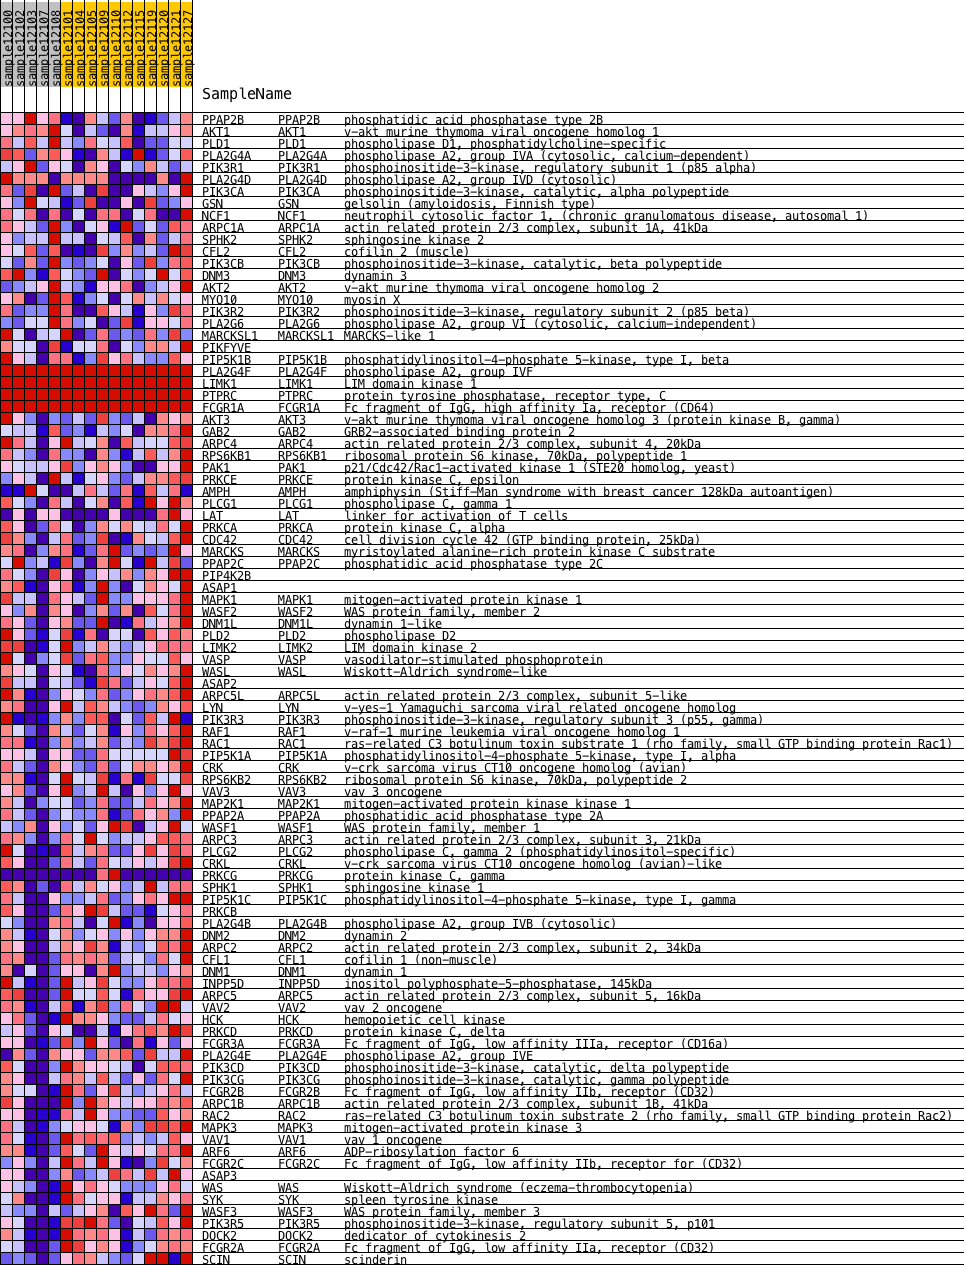 sample12100 sample12102 sample12103 sample12107 sample12108 sample12101 sample12104 sample12105 sample12109 sample12110 sample12112 sample12115 sample12119 sample12120 sample12121 sample12127
SampleName
PPAP2B PPAP2B phosphatidic acid phosphatase type 2B
AKT1 AKT1 v-akt murine thymoma viral oncogene homolog 1
PLD1 PLD1 phospholipase D1, phosphatidylcholine-specific
PLA2G4A PLA2G4A phospholipase A2, group IVA (cytosolic, calcium-dependent)
PIK3R1 PIK3R1 phosphoinositide-3-kinase, regulatory subunit 1 (p85 alpha)
PLA2G4D PLA2G4D phospholipase A2, group IVD (cytosolic)
PIK3CA PIK3CA phosphoinositide-3-kinase, catalytic, alpha polypeptide
GSN GSN gelsolin (amyloidosis, Finnish type)
NCF1 NCF1 neutrophil cytosolic factor 1, (chronic granulomatous disease, autosomal 1)
ARPC1A ARPC1A actin related protein 2/3 complex, subunit 1A, 41kDa
SPHK2 SPHK2 sphingosine kinase 2
CFL2 CFL2 cofilin 2 (muscle)
PIK3CB PIK3CB phosphoinositide-3-kinase, catalytic, beta polypeptide
DNM3 DNM3 dynamin 3
AKT2 AKT2 v-akt murine thymoma viral oncogene homolog 2
MYO10 MYO10 myosin X
PIK3R2 PIK3R2 phosphoinositide-3-kinase, regulatory subunit 2 (p85 beta)
PLA2G6 PLA2G6 phospholipase A2, group VI (cytosolic, calcium-independent)
MARCKSL1 MARCKSL1 MARCKS-like 1
PIKFYVE
PIP5K1B PIP5K1B phosphatidylinositol-4-phosphate 5-kinase, type I, beta
PLA2G4F PLA2G4F phospholipase A2, group IVF
LIMK1 LIMK1 LIM domain kinase 1
PTPRC PTPRC protein tyrosine phosphatase, receptor type, C
FCGR1A FCGR1A Fc fragment of IgG, high affinity Ia, receptor (CD64)
AKT3 AKT3 v-akt murine thymoma viral oncogene homolog 3 (protein kinase B, gamma)
GAB2 GAB2 GRB2-associated binding protein 2
ARPC4 ARPC4 actin related protein 2/3 complex, subunit 4, 20kDa
RPS6KB1 RPS6KB1 ribosomal protein S6 kinase, 70kDa, polypeptide 1
PAK1 PAK1 p21/Cdc42/Rac1-activated kinase 1 (STE20 homolog, yeast)
PRKCE PRKCE protein kinase C, epsilon
AMPH AMPH amphiphysin (Stiff-Man syndrome with breast cancer 128kDa autoantigen)
PLCG1 PLCG1 phospholipase C, gamma 1
LAT LAT linker for activation of T cells
PRKCA PRKCA protein kinase C, alpha
CDC42 CDC42 cell division cycle 42 (GTP binding protein, 25kDa)
MARCKS MARCKS myristoylated alanine-rich protein kinase C substrate
PPAP2C PPAP2C phosphatidic acid phosphatase type 2C
PIP4K2B
ASAP1
MAPK1 MAPK1 mitogen-activated protein kinase 1
WASF2 WASF2 WAS protein family, member 2
DNM1L DNM1L dynamin 1-like
PLD2 PLD2 phospholipase D2
LIMK2 LIMK2 LIM domain kinase 2
VASP VASP vasodilator-stimulated phosphoprotein
WASL WASL Wiskott-Aldrich syndrome-like
ASAP2
ARPC5L ARPC5L actin related protein 2/3 complex, subunit 5-like
LYN LYN v-yes-1 Yamaguchi sarcoma viral related oncogene homolog
PIK3R3 PIK3R3 phosphoinositide-3-kinase, regulatory subunit 3 (p55, gamma)
RAF1 RAF1 v-raf-1 murine leukemia viral oncogene homolog 1
RAC1 RAC1 ras-related C3 botulinum toxin substrate 1 (rho family, small GTP binding protein Rac1)
PIP5K1A PIP5K1A phosphatidylinositol-4-phosphate 5-kinase, type I, alpha
CRK CRK v-crk sarcoma virus CT10 oncogene homolog (avian)
RPS6KB2 RPS6KB2 ribosomal protein S6 kinase, 70kDa, polypeptide 2
VAV3 VAV3 vav 3 oncogene
MAP2K1 MAP2K1 mitogen-activated protein kinase kinase 1
PPAP2A PPAP2A phosphatidic acid phosphatase type 2A
WASF1 WASF1 WAS protein family, member 1
ARPC3 ARPC3 actin related protein 2/3 complex, subunit 3, 21kDa
PLCG2 PLCG2 phospholipase C, gamma 2 (phosphatidylinositol-specific)
CRKL CRKL v-crk sarcoma virus CT10 oncogene homolog (avian)-like
PRKCG PRKCG protein kinase C, gamma
SPHK1 SPHK1 sphingosine kinase 1
PIP5K1C PIP5K1C phosphatidylinositol-4-phosphate 5-kinase, type I, gamma
PRKCB
PLA2G4B PLA2G4B phospholipase A2, group IVB (cytosolic)
DNM2 DNM2 dynamin 2
ARPC2 ARPC2 actin related protein 2/3 complex, subunit 2, 34kDa
CFL1 CFL1 cofilin 1 (non-muscle)
DNM1 DNM1 dynamin 1
INPP5D INPP5D inositol polyphosphate-5-phosphatase, 145kDa
ARPC5 ARPC5 actin related protein 2/3 complex, subunit 5, 16kDa
VAV2 VAV2 vav 2 oncogene
HCK HCK hemopoietic cell kinase
PRKCD PRKCD protein kinase C, delta
FCGR3A FCGR3A Fc fragment of IgG, low affinity IIIa, receptor (CD16a)
PLA2G4E PLA2G4E phospholipase A2, group IVE
PIK3CD PIK3CD phosphoinositide-3-kinase, catalytic, delta polypeptide
PIK3CG PIK3CG phosphoinositide-3-kinase, catalytic, gamma polypeptide
FCGR2B FCGR2B Fc fragment of IgG, low affinity IIb, receptor (CD32)
ARPC1B ARPC1B actin related protein 2/3 complex, subunit 1B, 41kDa
RAC2 RAC2 ras-related C3 botulinum toxin substrate 2 (rho family, small GTP binding protein Rac2)
MAPK3 MAPK3 mitogen-activated protein kinase 3
VAV1 VAV1 vav 1 oncogene
ARF6 ARF6 ADP-ribosylation factor 6
FCGR2C FCGR2C Fc fragment of IgG, low affinity IIb, receptor for (CD32)
ASAP3
WAS WAS Wiskott-Aldrich syndrome (eczema-thrombocytopenia)
SYK SYK spleen tyrosine kinase
WASF3 WASF3 WAS protein family, member 3
PIK3R5 PIK3R5 phosphoinositide-3-kinase, regulatory subunit 5, p101
DOCK2 DOCK2 dedicator of cytokinesis 2
FCGR2A FCGR2A Fc fragment of IgG, low affinity IIa, receptor (CD32)
SCIN SCIN scinderin